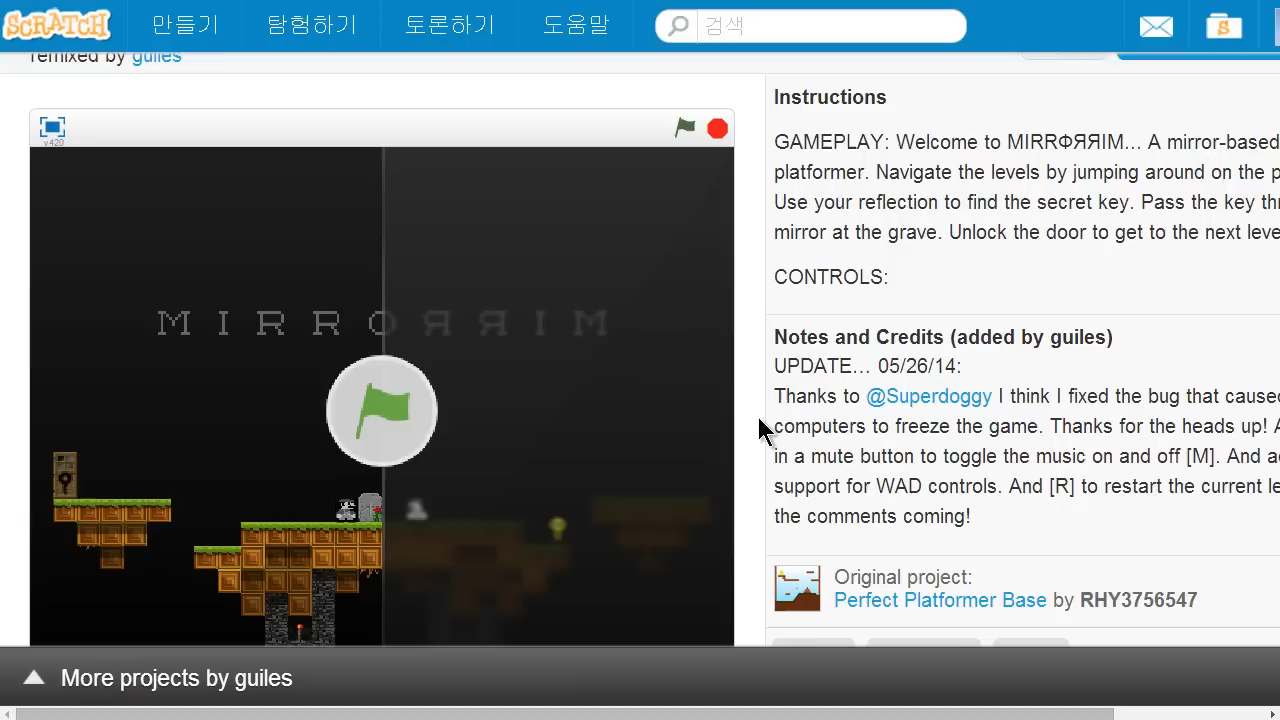 SCRATCH 만들기 탐험하기 토론하기 도움말 검색
remixed by guiles
v420
MIRROЯЯIM
Instructions
GAMEPLAY: Welcome to MIRRФЯЯIM... A mirror-based
platformer. Navigate the levels by jumping around on the p
Use your reflection to find the secret key. Pass the key thr
mirror at the grave. Unlock the door to get to the next leve
CONTROLS:
Notes and Credits (added by guiles)
UPDATE... 05/26/14:
Thanks to @Superdoggy I think I fixed the bug that caused
computers to freeze the game. Thanks for the heads up! A
in a mute button to toggle the music on and off [M]. And a
support for WAD controls. And [R] to restart the current le
the comments coming!
Original project:
Perfect Platformer Base by RHY3756547
More projects by guiles